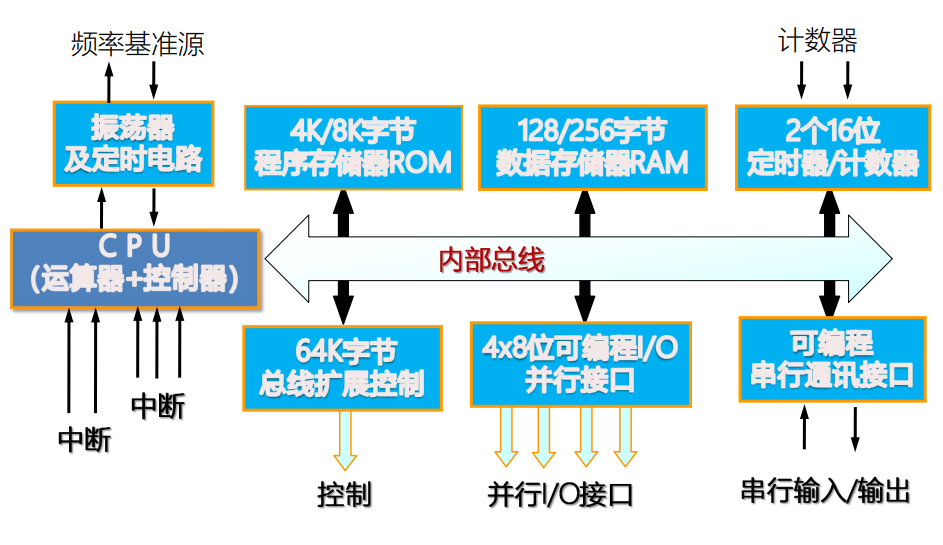 频率基准源
计数器
振荡器
及定时电路
4K/8K字节
程序存储器ROM
128/256字节
数据存储器RAM
2个16位
定时器/计数器
C P U
(运算器+控制器)
内部总线
64K字节
总线扩展控制
4x8位可编程I/O
并行接口
可编程
串行通讯接口
中断
中断
控制
并行I/O接口
串行输入/输出